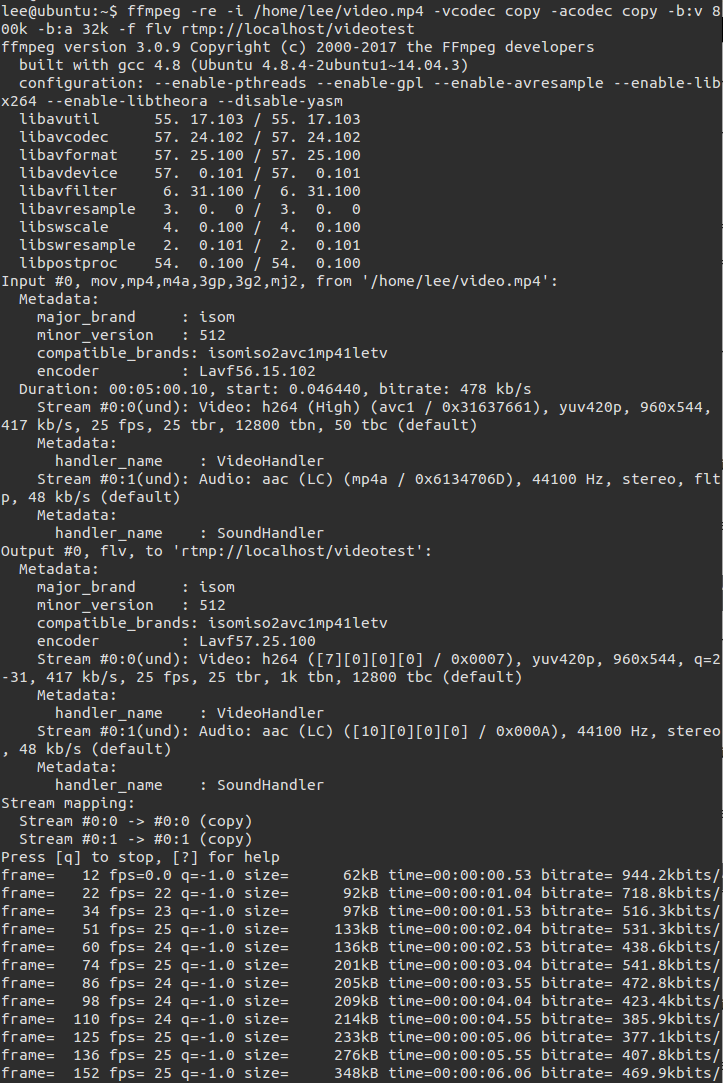 lee@ubuntu:~$ ffmpeg -re -i /home/lee/video.mp4 -vcodec copy -acodec copy -b:v 8
00k -b:a 32k -f flv rtmp://localhost/videotest
ffmpeg version 3.0.9 Copyright (c) 2000-2017 the FFmpeg developers
  built with gcc 4.8 (Ubuntu 4.8.4-2ubuntu1~14.04.3)
  configuration: --enable-pthreads --enable-gpl --enable-avresample --enable-lib
x264 --enable-libtheora --disable-yasm
  libavutil      55. 17.103 / 55. 17.103
  libavcodec     57. 24.102 / 57. 24.102
  libavformat    57. 25.100 / 57. 25.100
  libavdevice    57.  0.101 / 57.  0.101
  libavfilter     6. 31.100 /  6. 31.100
  libavresample   3.  0.  0 /  3.  0.  0
  libswscale      4.  0.100 /  4.  0.100
  libswresample   2.  0.101 /  2.  0.101
  libpostproc    54.  0.100 / 54.  0.100
Input #0, mov,mp4,m4a,3gp,3g2,mj2, from '/home/lee/video.mp4':
  Metadata:
    major_brand     : isom
    minor_version   : 512
    compatible_brands: isomiso2avc1mp41letv
    encoder         : Lavf56.15.102
  Duration: 00:05:00.10, start: 0.046440, bitrate: 478 kb/s
    Stream #0:0(und): Video: h264 (High) (avc1 / 0x31637661), yuv420p, 960x544, 
417 kb/s, 25 fps, 25 tbr, 12800 tbn, 50 tbc (default)
    Metadata:
      handler_name    : VideoHandler
    Stream #0:1(und): Audio: aac (LC) (mp4a / 0x6134706D), 44100 Hz, stereo, flt
p, 48 kb/s (default)
    Metadata:
      handler_name    : SoundHandler
Output #0, flv, to 'rtmp://localhost/videotest':
  Metadata:
    major_brand     : isom
    minor_version   : 512
    compatible_brands: isomiso2avc1mp41letv
    encoder         : Lavf57.25.100
    Stream #0:0(und): Video: h264 ([7][0][0][0] / 0x0007), yuv420p, 960x544, q=2
-31, 417 kb/s, 25 fps, 25 tbr, 1k tbn, 12800 tbc (default)
    Metadata:
      handler_name    : VideoHandler
    Stream #0:1(und): Audio: aac (LC) ([10][0][0][0] / 0x000A), 44100 Hz, stereo
, 48 kb/s (default)
    Metadata:
      handler_name    : SoundHandler
Stream mapping:
  Stream #0:0 -> #0:0 (copy)
  Stream #0:1 -> #0:1 (copy)
Press [q] to stop, [?] for help
frame=   12 fps=0.0 q=-1.0 size=      62kB time=00:00:00.53 bitrate= 944.2kbits/
frame=   22 fps= 22 q=-1.0 size=      92kB time=00:00:01.04 bitrate= 718.8kbits/
frame=   34 fps= 23 q=-1.0 size=      97kB time=00:00:01.53 bitrate= 516.3kbits/
frame=   51 fps= 25 q=-1.0 size=     133kB time=00:00:02.04 bitrate= 531.3kbits/
frame=   60 fps= 24 q=-1.0 size=     136kB time=00:00:02.53 bitrate= 438.6kbits/
frame=   74 fps= 25 q=-1.0 size=     201kB time=00:00:03.04 bitrate= 541.8kbits/
frame=   86 fps= 24 q=-1.0 size=     205kB time=00:00:03.55 bitrate= 472.8kbits/
frame=   98 fps= 24 q=-1.0 size=     209kB time=00:00:04.04 bitrate= 423.4kbits/
frame=  110 fps= 24 q=-1.0 size=     214kB time=00:00:04.55 bitrate= 385.9kbits/
frame=  125 fps= 25 q=-1.0 size=     233kB time=00:00:05.06 bitrate= 377.1kbits/
frame=  136 fps= 25 q=-1.0 size=     276kB time=00:00:05.55 bitrate= 407.8kbits/
frame=  152 fps= 25 q=-1.0 size=     348kB time=00:00:06.06 bitrate= 469.9kbits/